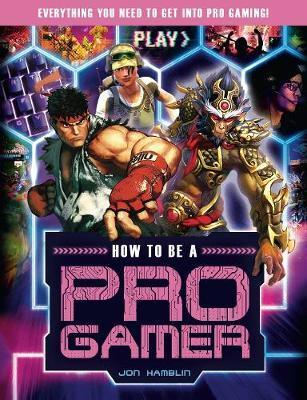 EVERYTHING YOU NEED TO GET INTO PRO GAMING!
PLAY>
HOW TO BE A
PRO
GAMER
JON HAMBLIN